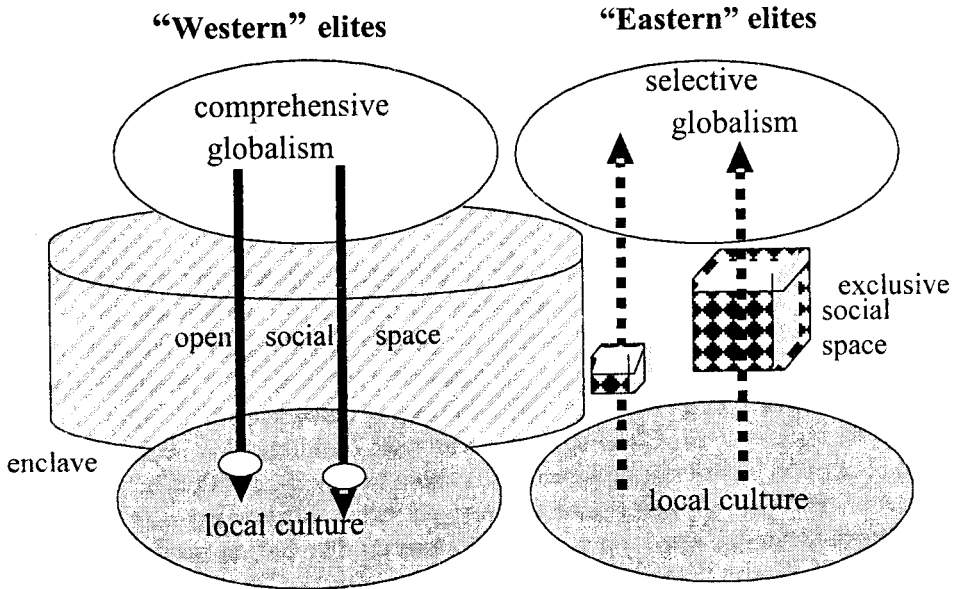 “Western” elites
“Eastern” elites
comprehensive
globalism
selective
globalism
open social space
exclusive
social
space
enclave
local culture
local culture